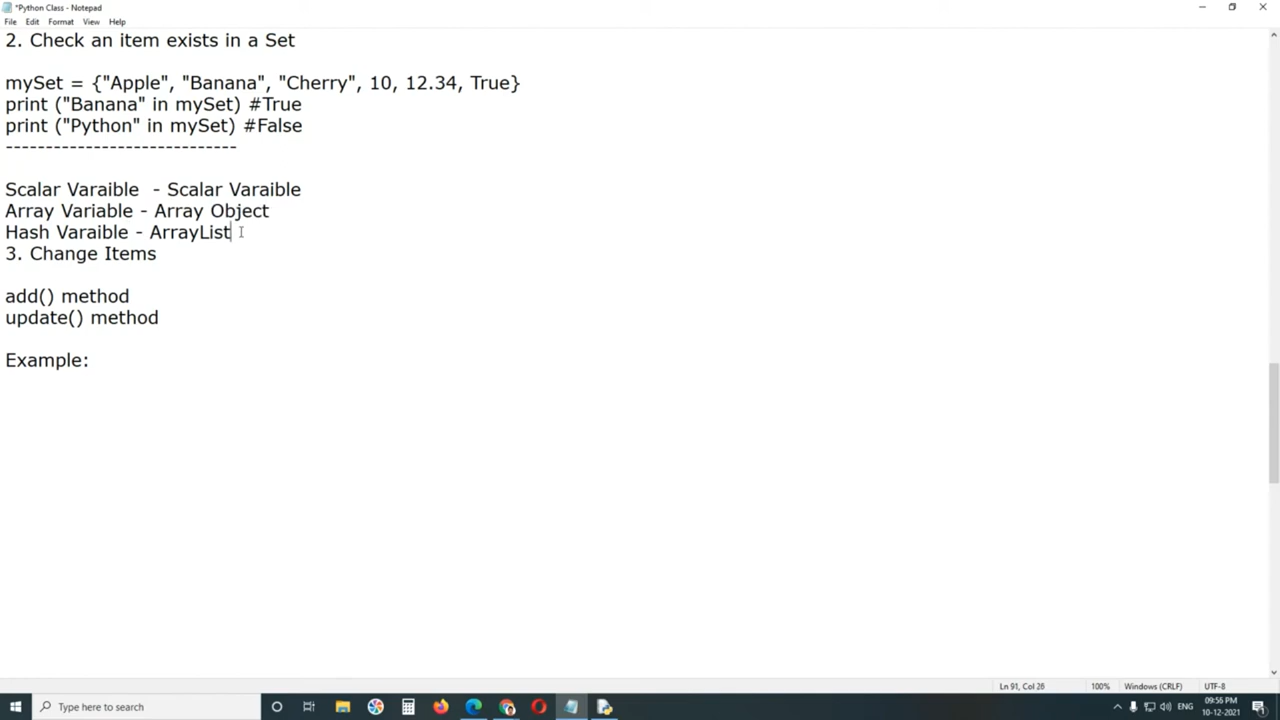 *Python Class - Notepad
File Edit Format View Help
2. Check an item exists in a Set
mySet = {"Apple", "Banana", "Cherry", 10, 12.34, True}
print ("Banana" in mySet) #True
print ("Python" in mySet) #False
-----------------------------
Scalar Varaible  - Scalar Varaible
Array Variable - Array Object
Hash Varaible - ArrayList
3. Change Items
add() method
update() method
Example:
Ln 91, Col 26 100% Windows (CRLF) UTF-8
Type here to search
ENG
09:55 PM
10-12-2021
1